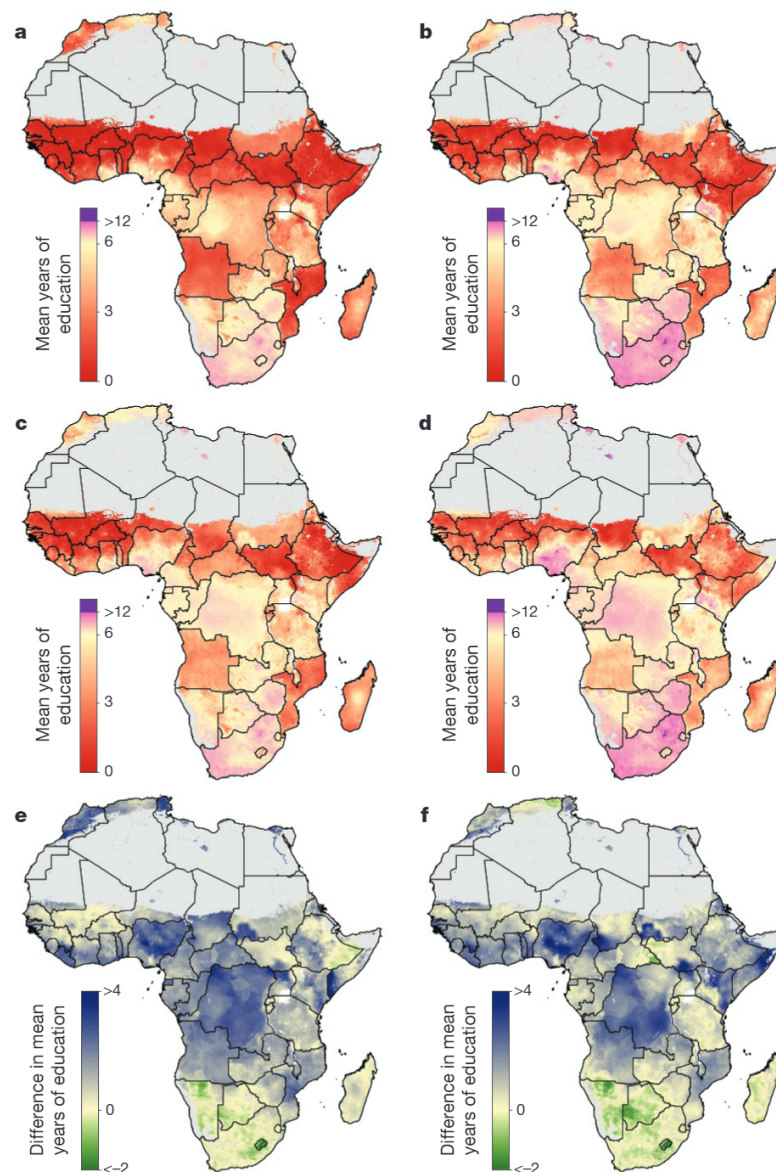 a
b
Mean years of
education
>12
6
3
0
Mean years of
education
>12
6
3
0
c
d
Mean years of
education
>12
6
3
0
Mean years of
education
>12
6
3
0
e
f
Difference in mean
years of education
>4
0
<–2
Difference in mean
years of education
>4
0
<–2